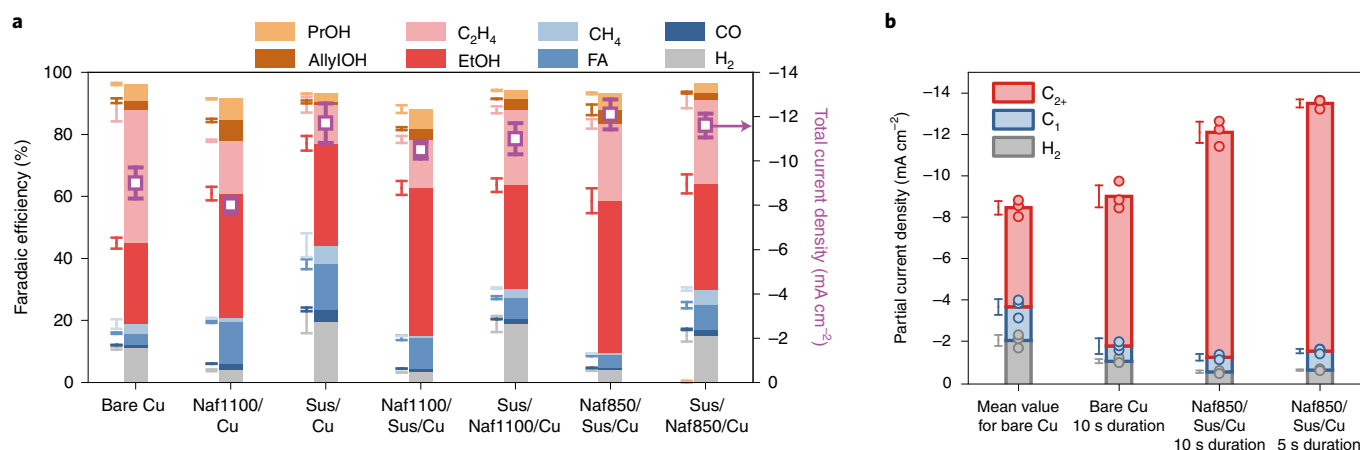 a
PrOH C₂H₄ CH₄ CO
AllylOH EtOH FA H₂
Faradaic efficiency (%)
100
80
60
40
20
0
−14
−12
−10
−8
−6
−4
−2
0
Total current density (mA cm⁻²)
Bare Cu
Naf1100/
Cu
Sus/
Cu
Naf1100/
Sus/Cu
Sus/
Naf1100/Cu
Naf850/
Sus/Cu
Sus/
Naf850/Cu
b
Partial current density (mA cm⁻²)
−14
−12
−10
−8
−6
−4
−2
0
C₂₊
C₁
H₂
Mean value
for bare Cu
Bare Cu
10 s duration
Naf850/
Sus/Cu
10 s duration
Naf850/
Sus/Cu
5 s duration